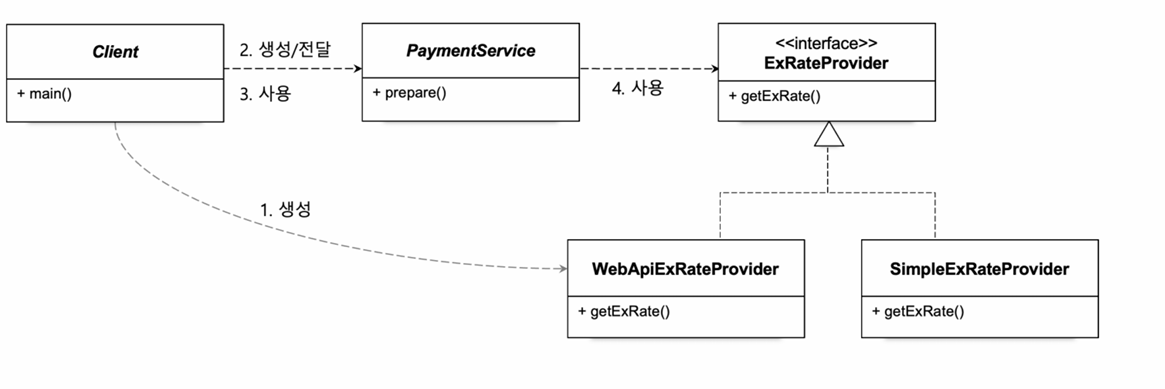 Client
+ main()
2. 생성/전달
3. 사용
PaymentService
+ prepare()
4. 사용
<<interface>>
ExRateProvider
+ getExRate()
1. 생성
WebApiExRateProvider
+ getExRate()
SimpleExRateProvider
+ getExRate()